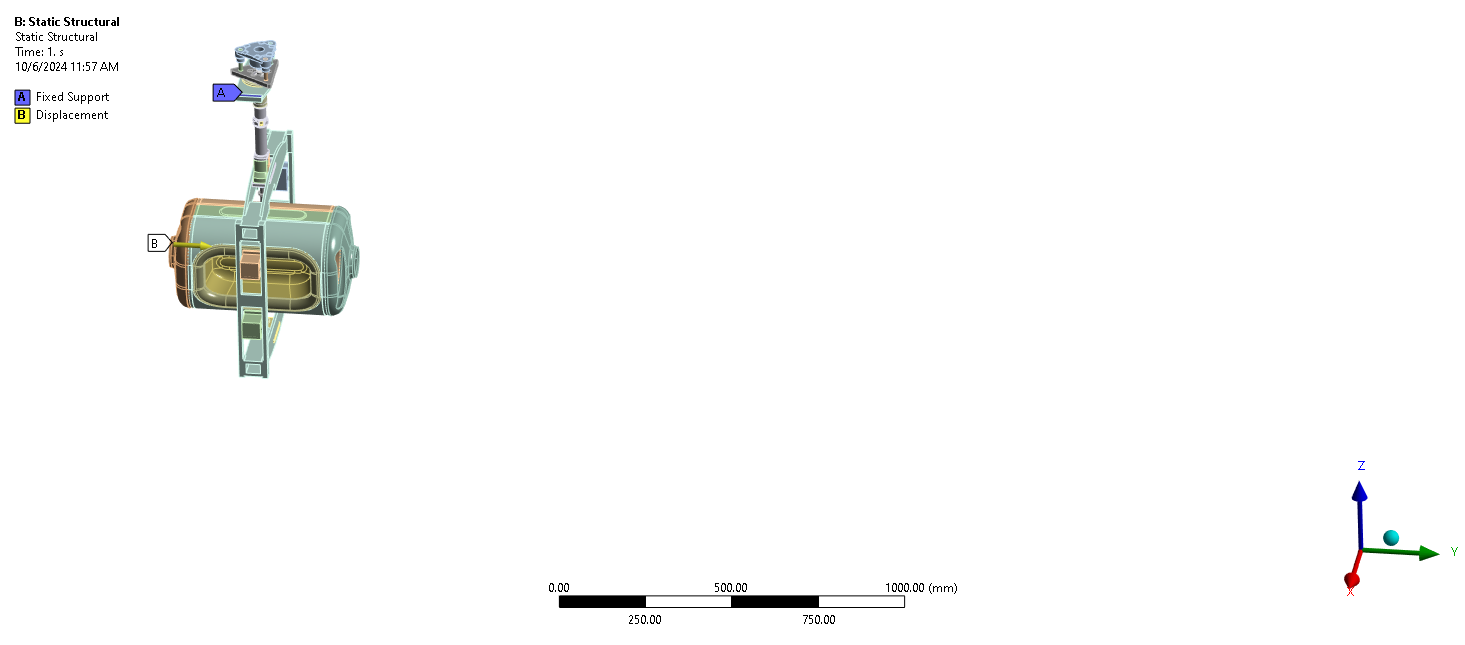 B: Static Structural
Static Structural
Time: 1. s
10/6/2024 11:57 AM
A Fixed Support
B Displacement
A
B
Z
Y
X
0.00 500.00 1000.00 (mm)
250.00 750.00